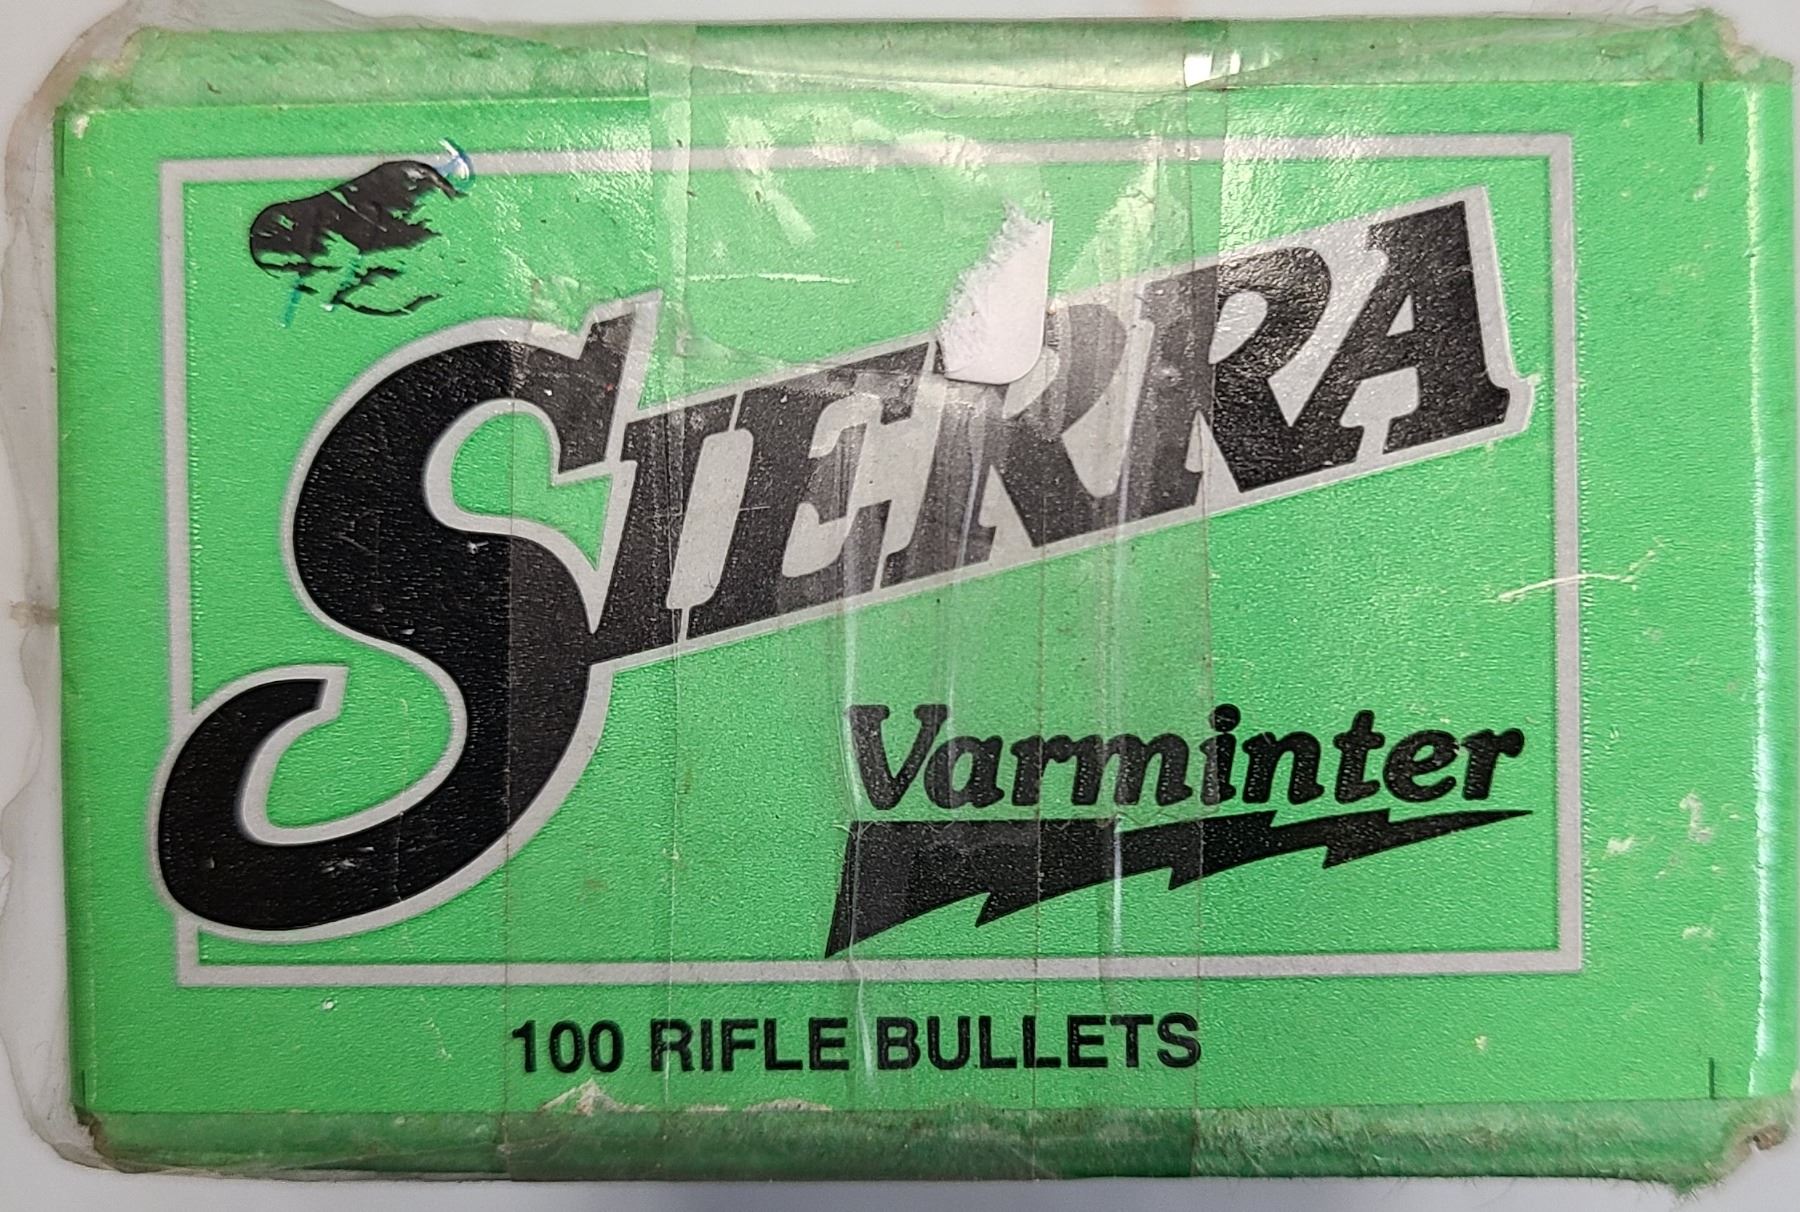 SIERRA
Varminter
100 RIFLE BULLETS